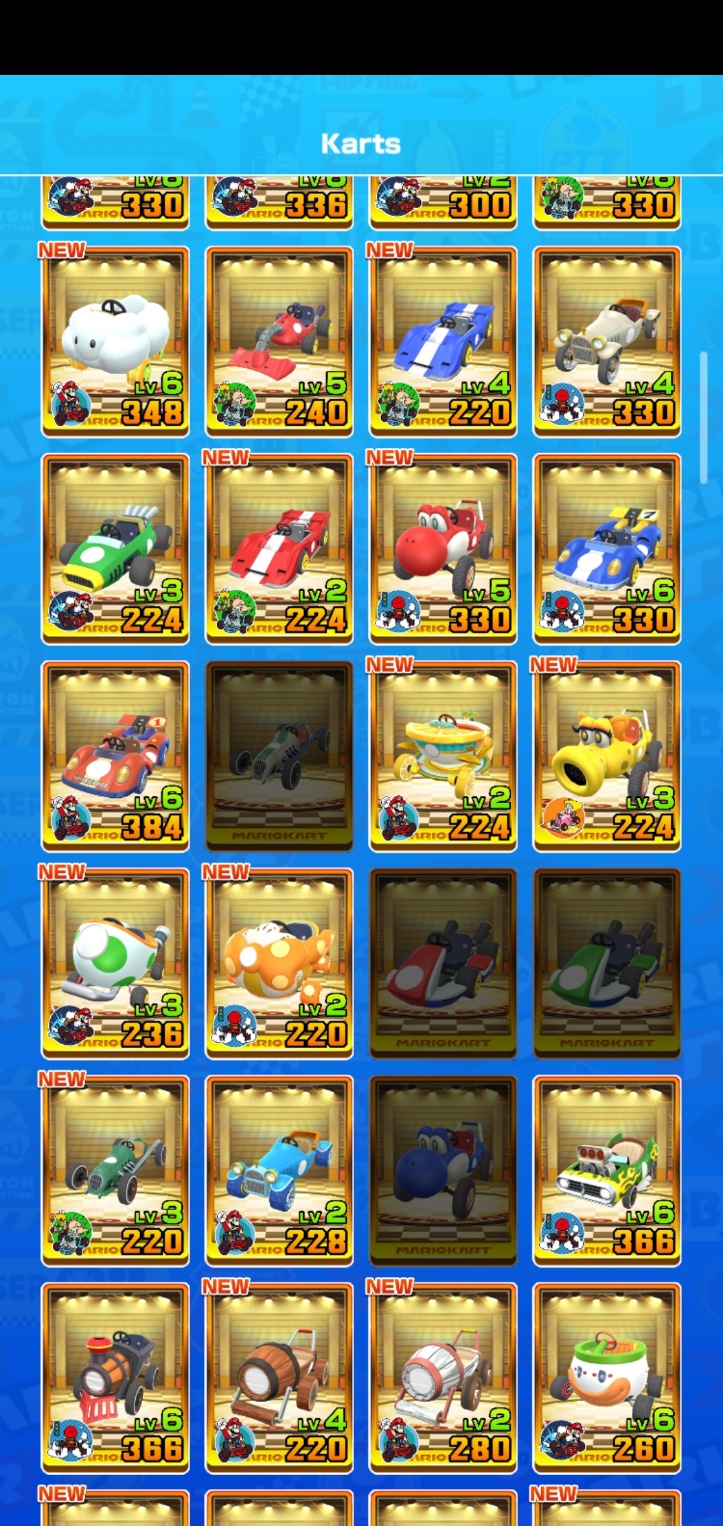 Karts
330 336 300 330
NEW NEW
LV 6 LV 5 LV 4 LV 4
348 240 220 330
NEW NEW
LV 3 LV 2 LV 5 LV 6
224 224 330 330
NEW NEW
LV 6 LV 2 LV 3
384 224 224
MARIOKART
NEW NEW
LV 3 LV 2
236 220
MARIOKART MARIOKART
NEW
LV 3 LV 2 LV 6
220 228 366
MARIOKART
NEW NEW
LV 6 LV 4 LV 2 LV 6
366 220 280 260
NEW NEW